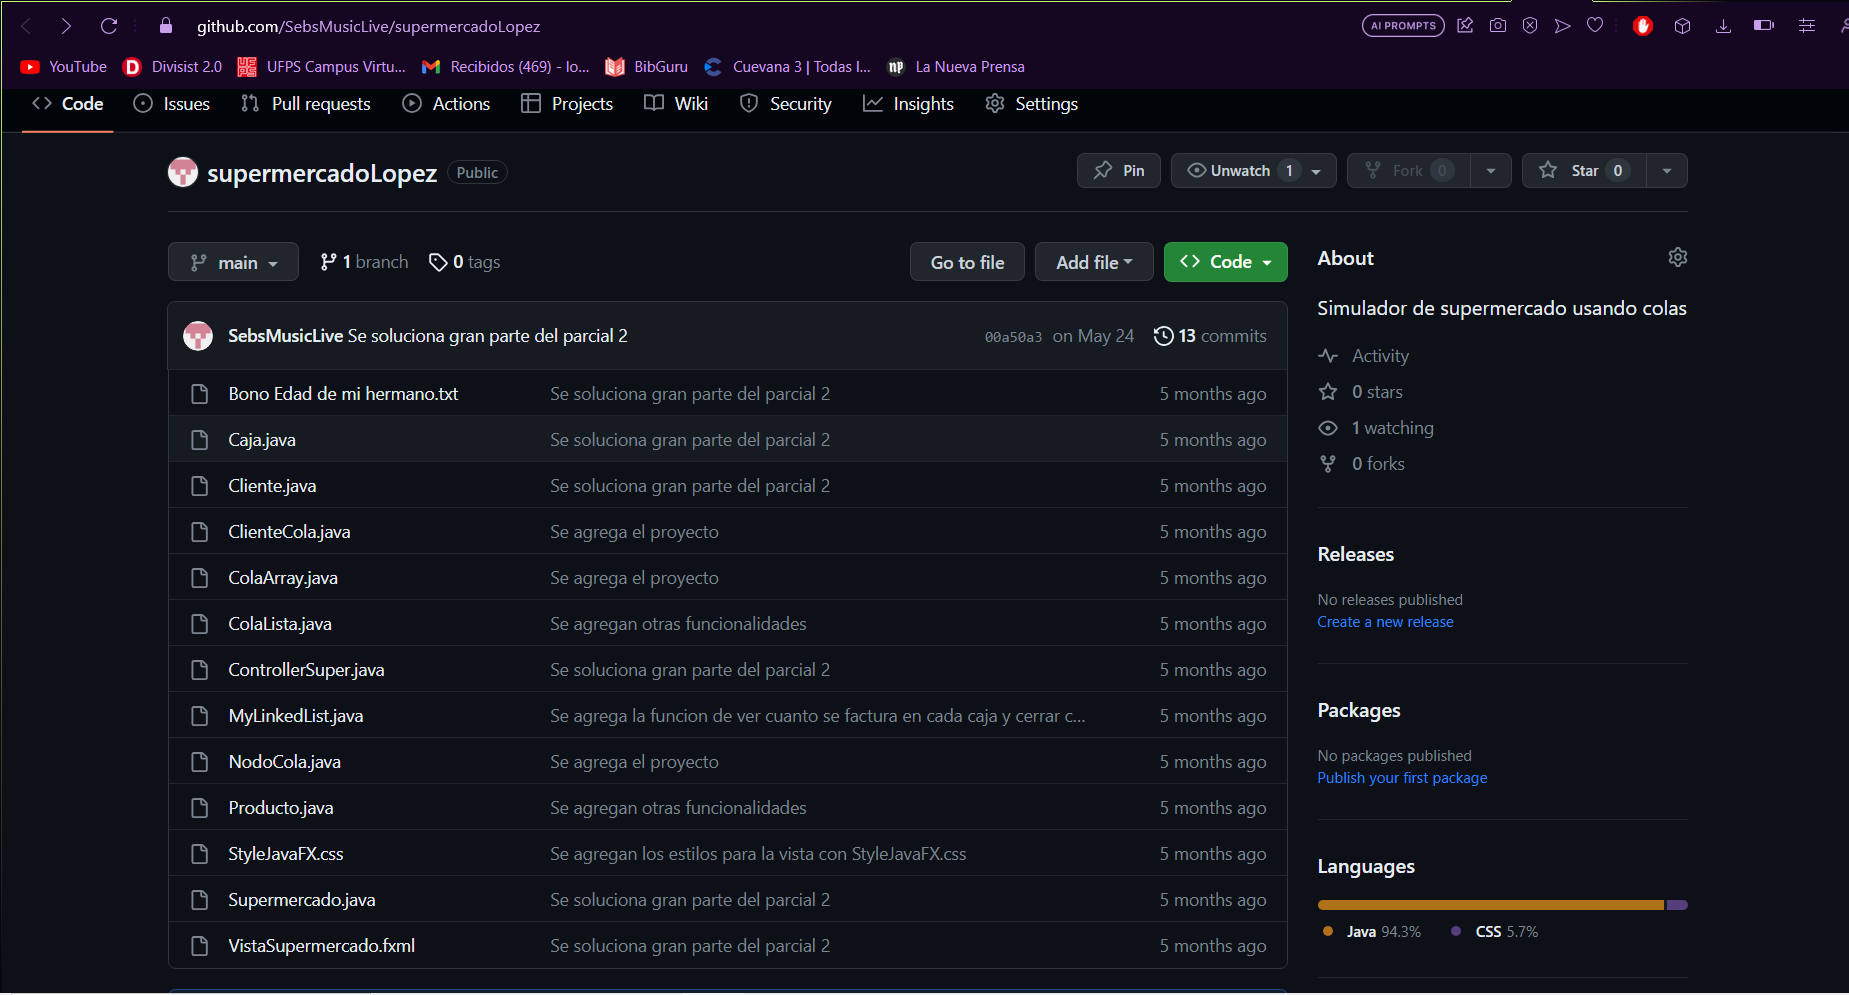 github.com/SebsMusicLive/supermercadoLopez AI PROMPTS
YouTube Divisist 2.0 UFPS Campus Virtu... Recibidos (469) - lo... BibGuru Cuevana 3 | Todas l... np La Nueva Prensa
Code Issues Pull requests Actions Projects Wiki Security Insights Settings
supermercadoLopez Public Pin Unwatch 1 Fork 0 Star 0
main 1 branch 0 tags Go to file Add file Code
SebsMusicLive Se soluciona gran parte del parcial 2 00a50a3 on May 24 13 commits
Bono Edad de mi hermano.txt Se soluciona gran parte del parcial 2 5 months ago
Caja.java Se soluciona gran parte del parcial 2 5 months ago
Cliente.java Se soluciona gran parte del parcial 2 5 months ago
ClienteCola.java Se agrega el proyecto 5 months ago
ColaArray.java Se agrega el proyecto 5 months ago
ColaLista.java Se agregan otras funcionalidades 5 months ago
ControllerSuper.java Se soluciona gran parte del parcial 2 5 months ago
MyLinkedList.java Se agrega la funcion de ver cuanto se factura en cada caja y cerrar c... 5 months ago
NodoCola.java Se agrega el proyecto 5 months ago
Producto.java Se agregan otras funcionalidades 5 months ago
StyleJavaFX.css Se agregan los estilos para la vista con StyleJavaFX.css 5 months ago
Supermercado.java Se soluciona gran parte del parcial 2 5 months ago
VistaSupermercado.fxml Se soluciona gran parte del parcial 2 5 months ago
About
Simulador de supermercado usando colas
Activity
0 stars
1 watching
0 forks
Releases
No releases published
Create a new release
Packages
No packages published
Publish your first package
Languages
Java 94.3% CSS 5.7%